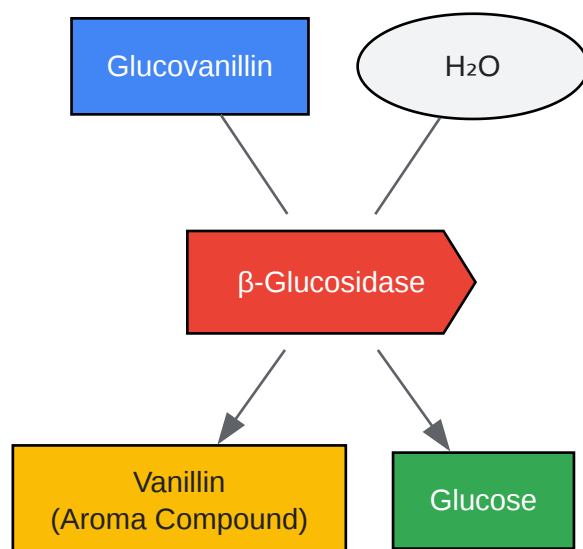 Glucovanillin
H₂O
β-Glucosidase
Vanillin
(Aroma Compound)
Glucose